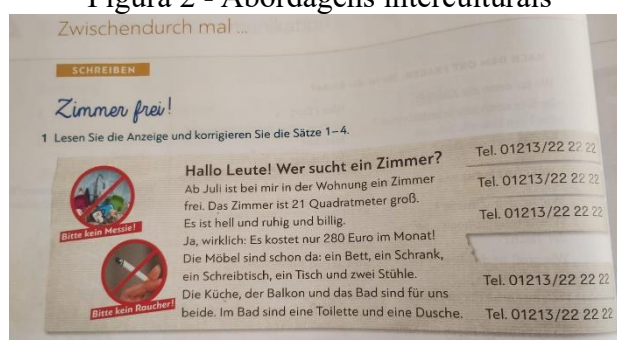 Figura 2 - Abordagens interculturais
Zwischendurch mal ...
SCHREIBEN
Zimmer frei!
1 Lesen Sie die Anzeige und korrigieren Sie die Sätze 1–4.
Hallo Leute! Wer sucht ein Zimmer?
Ab Juli ist bei mir in der Wohnung ein Zimmer
frei. Das Zimmer ist 21 Quadratmeter groß.
Es ist hell und ruhig und billig.
Ja, wirklich: Es kostet nur 280 Euro im Monat!
Die Möbel sind schon da: ein Bett, ein Schrank,
ein Schreibtisch, ein Tisch und zwei Stühle.
Die Küche, der Balkon und das Bad sind für uns
beide. Im Bad sind eine Toilette und eine Dusche.
Bitte kein Messie!
Bitte kein Raucher!
Tel. 01213/22 22 22
Tel. 01213/22 22 22
Tel. 01213/22 22 22
Tel. 01213/22 22 22
Tel. 01213/22 22 22